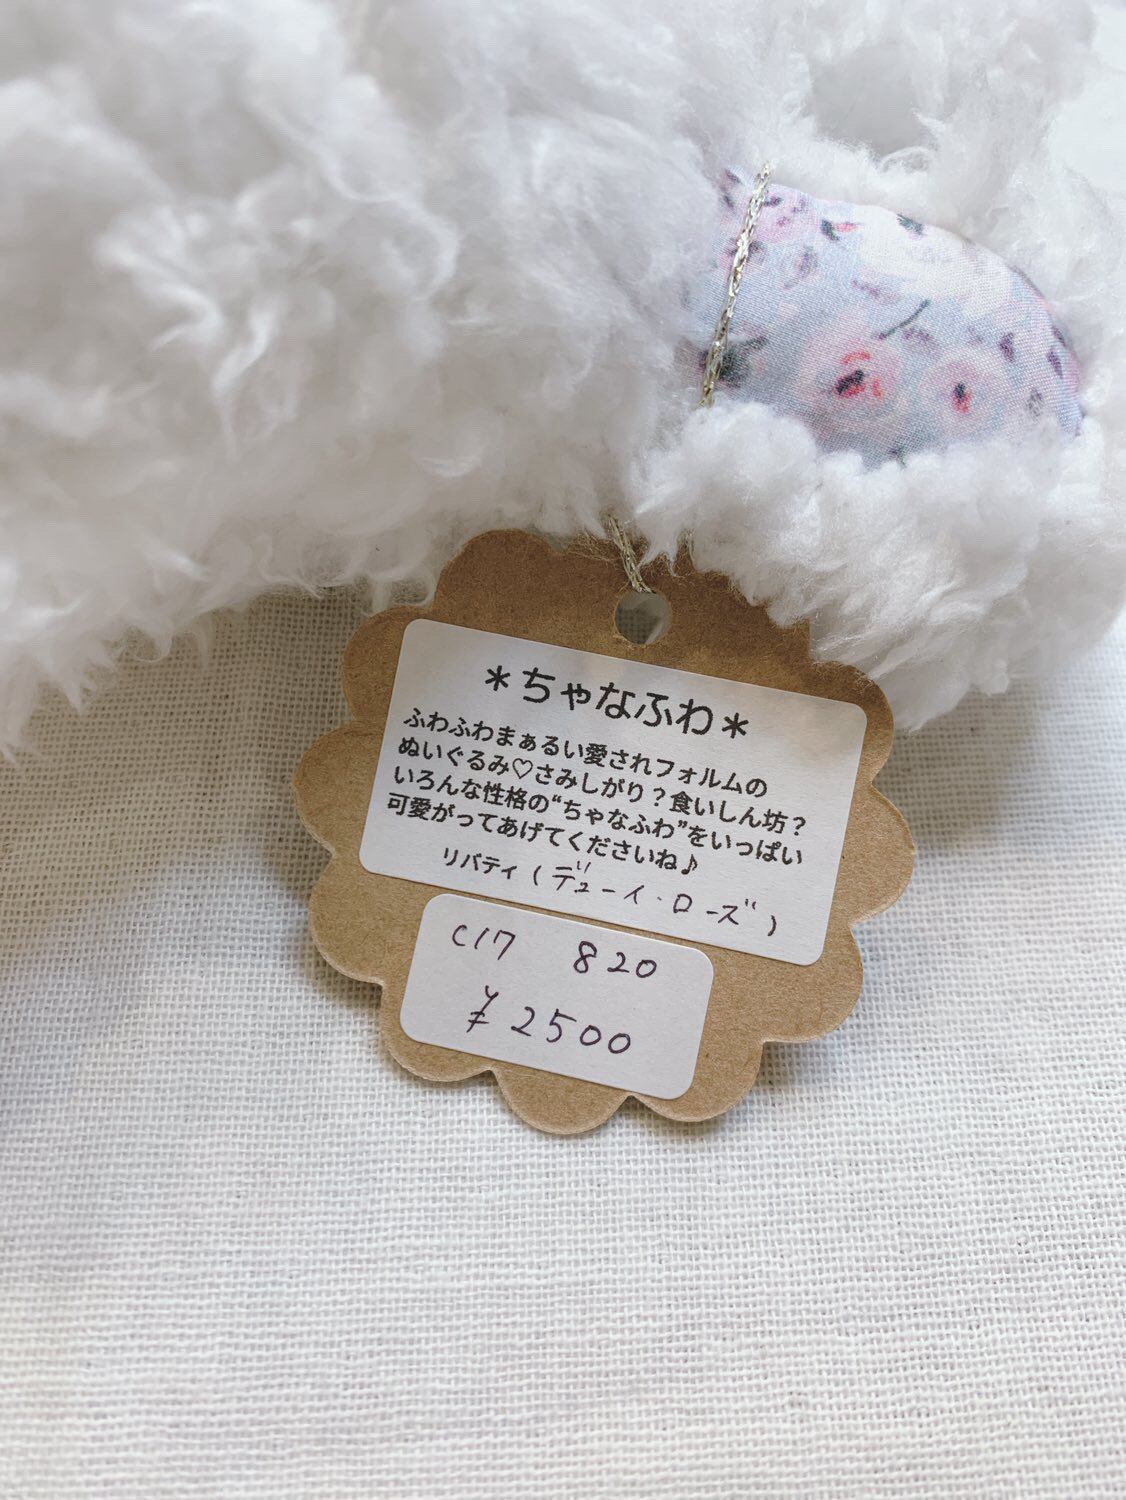 ＊ちゃなふわ＊
ふわふわまぁるい愛されフォルムの
ぬいぐるみ♡さみしがり？食いしん坊？
いろんな性格の“ちゃなふわ”をいっぱい
可愛がってあげてくださいね♪
リバティ（デューイ・ローズ）
C17 820
¥2500